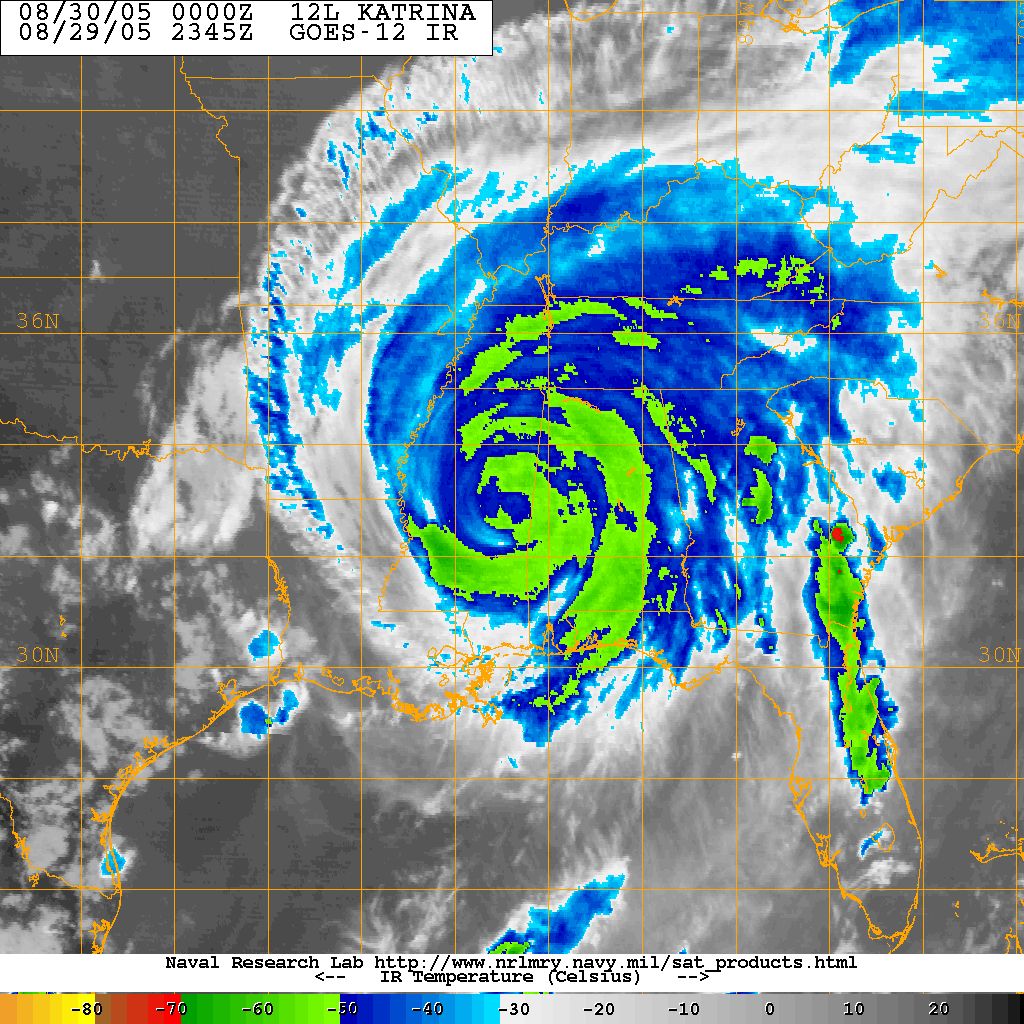 08/30/05 0000Z 12L KATRINA
08/29/05 2345Z GOES-12 IR
36N
36N
30N
30N
Naval Research Lab http://www.nrlmry.navy.mil/sat_products.html
<-- IR Temperature (Celsius) -->
-80 -70 -60 -50 -40 -30 -20 -10 0 10 20